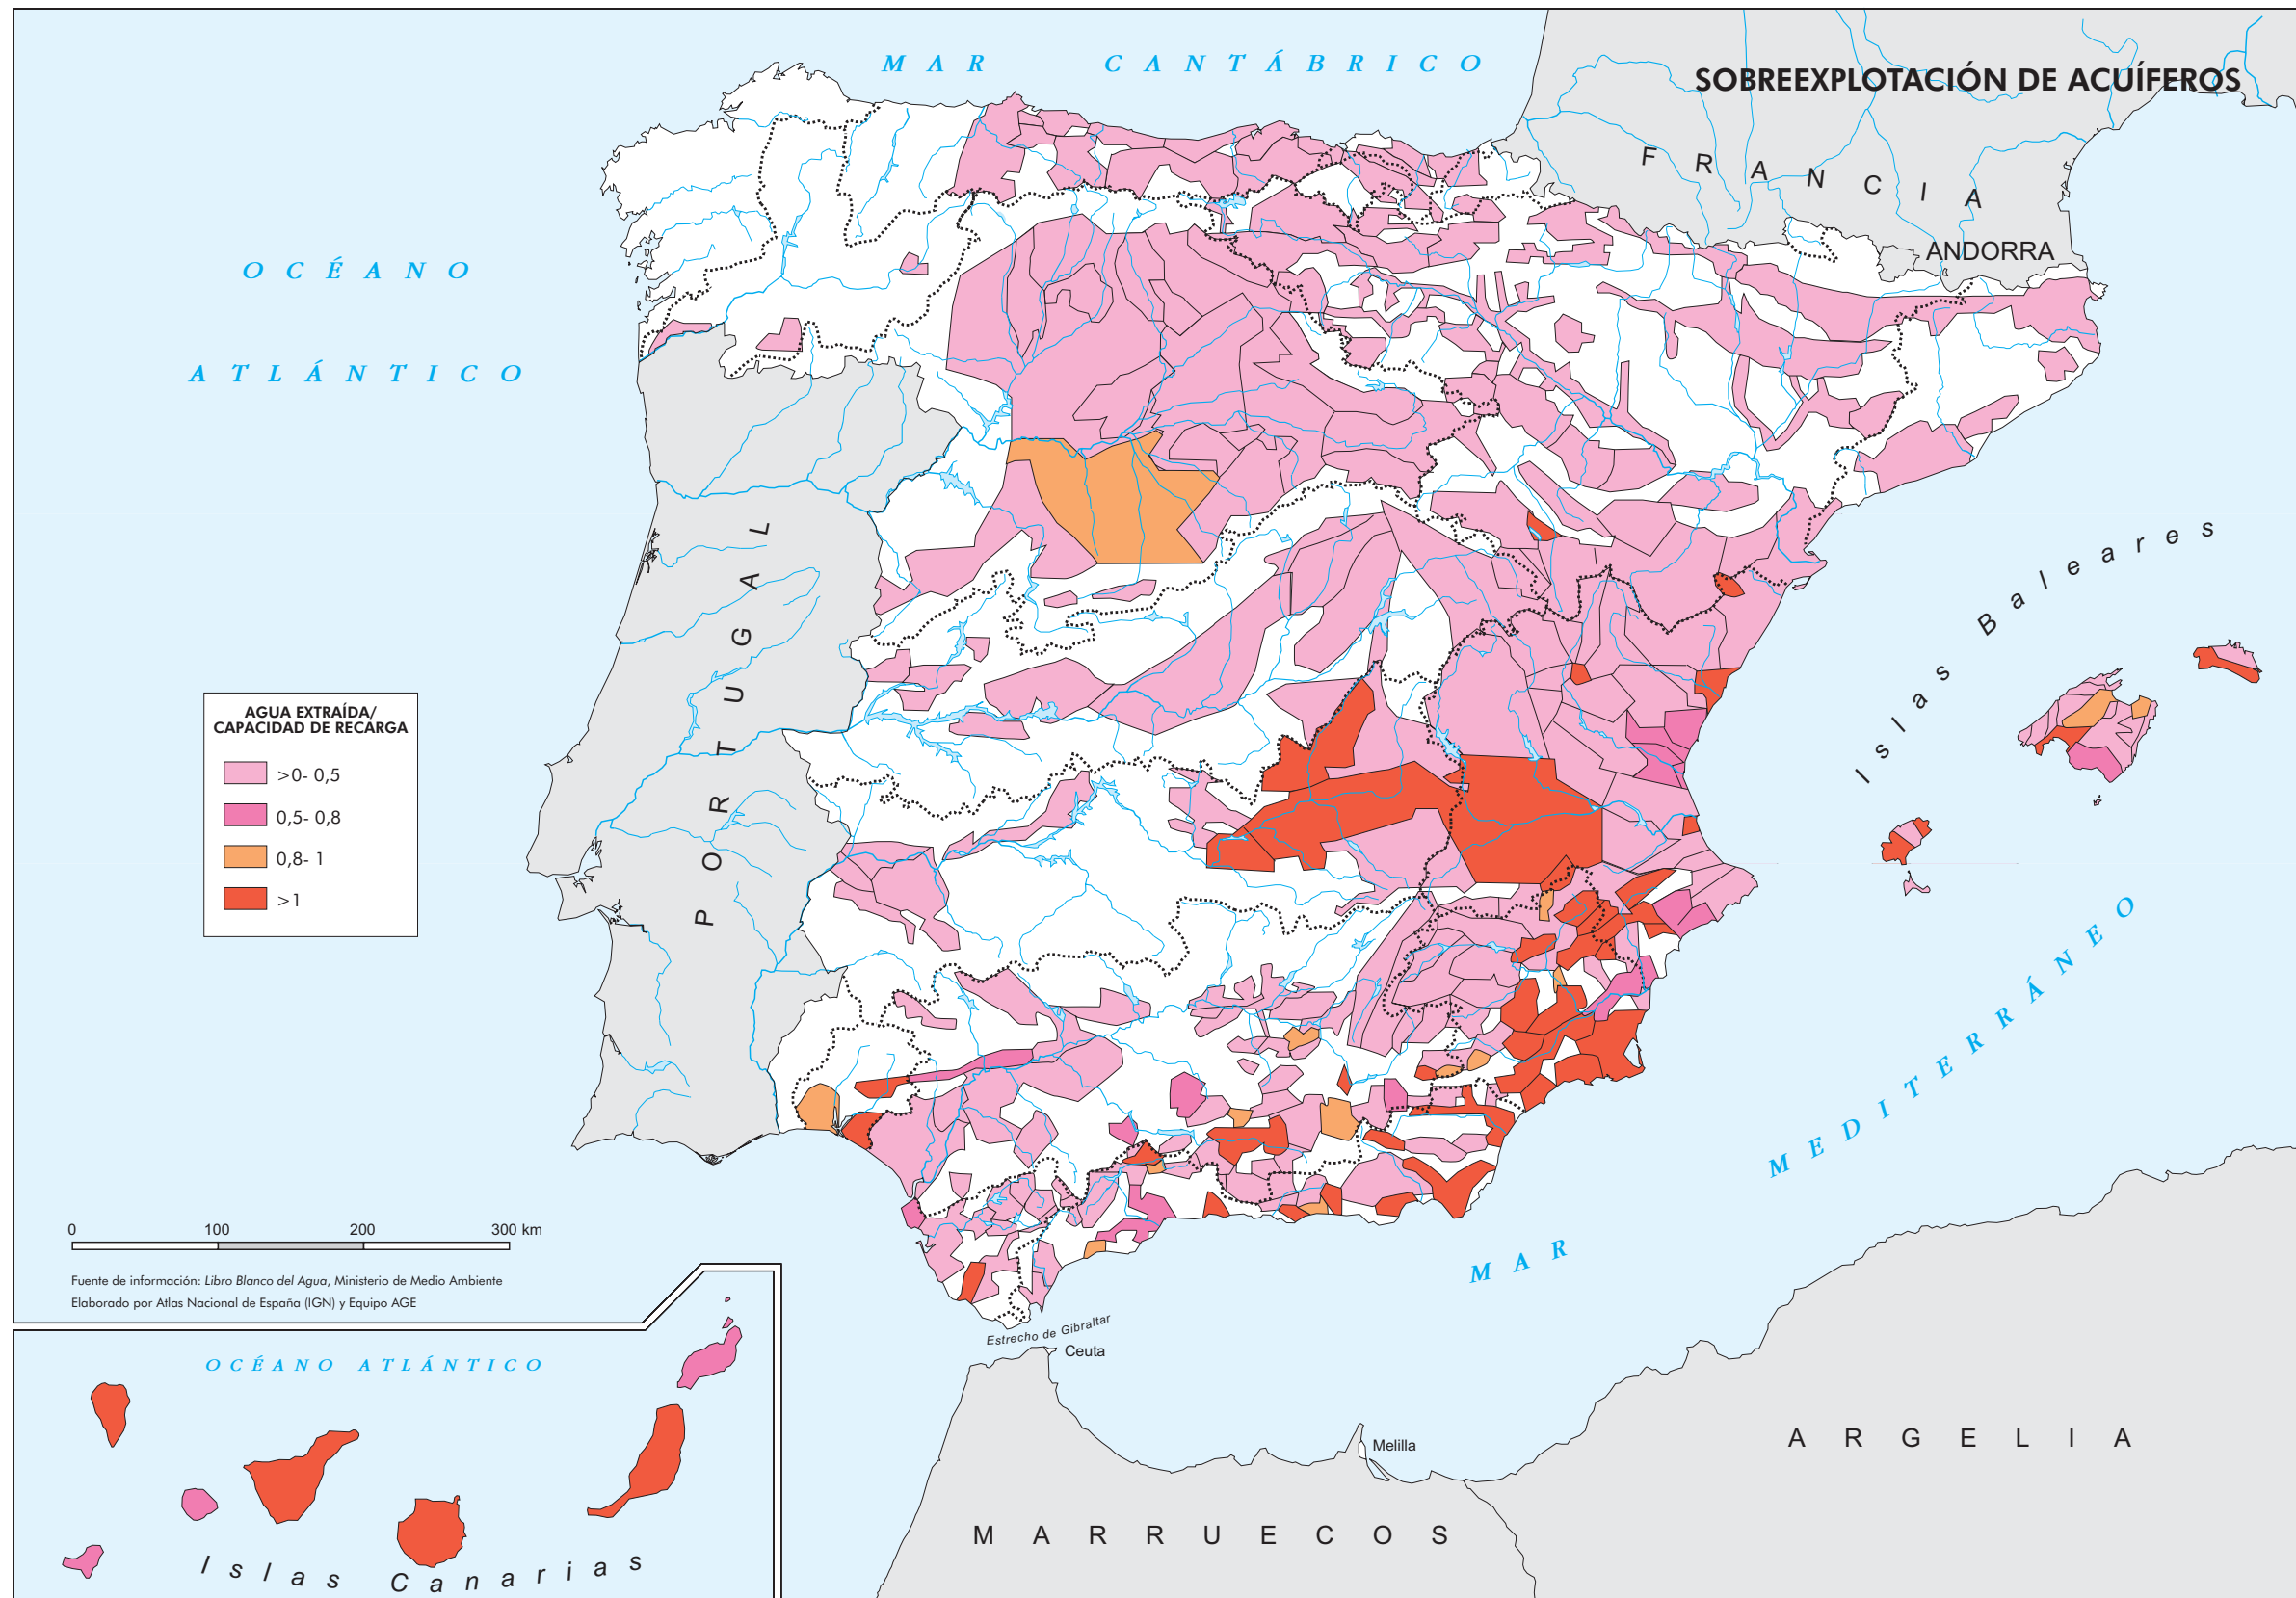 MAR CANTÁBRICO
SOBREEXPLOTACIÓN DE ACUÍFEROS
FRANCIA
ANDORRA
OCÉANO
ATLÁNTICO
PORTUGAL
Islas Baleares
AGUA EXTRAÍDA/
CAPACIDAD DE RECARGA
>0- 0,5
0,5- 0,8
0,8- 1
>1
MAR MEDITERRÁNEO
0 100 200 300 km
Fuente de información: Libro Blanco del Agua, Ministerio de Medio Ambiente
Elaborado por Atlas Nacional de España (IGN) y Equipo AGE
Estrecho de Gibraltar
Ceuta
OCÉANO ATLÁNTICO
Melilla
ARGELIA
MARRUECOS
Islas Canarias